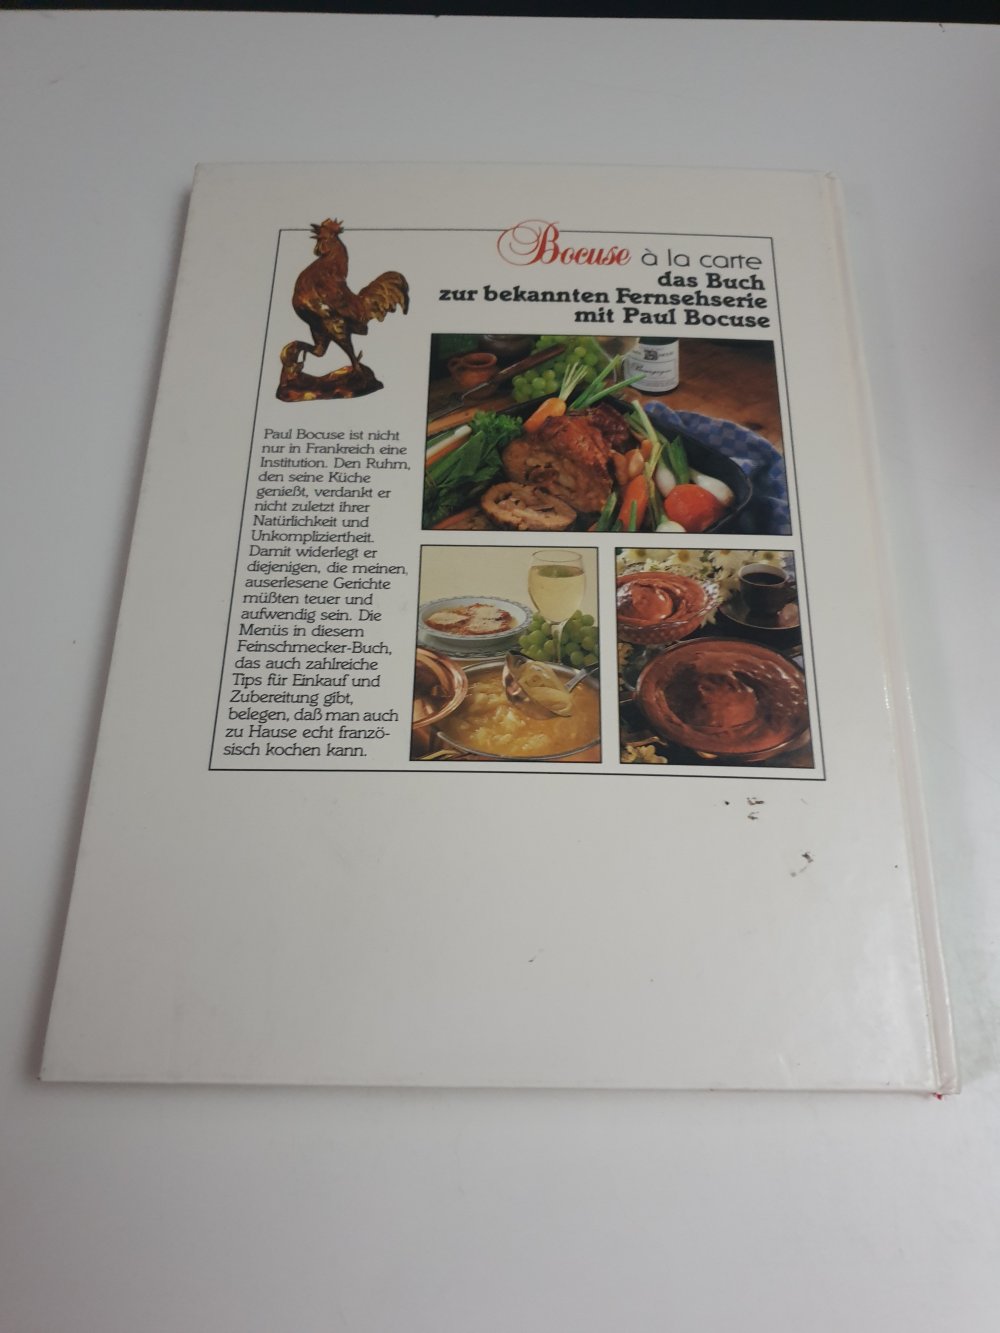 Bocuse à la carte
das Buch
zur bekannten Fernsehserie
mit Paul Bocuse
Paul Bocuse ist nicht
nur in Frankreich eine
Institution. Den Ruhm,
den seine Küche
genießt, verdankt er
nicht zuletzt ihrer
Natürlichkeit und
Unkompliziertheit.
Damit widerlegt er
diejenigen, die meinen,
auserlesene Gerichte
müßten teuer und
aufwendig sein. Die
Menüs in diesem
Feinschmecker-Buch,
das auch zahlreiche
Tips für Einkauf und
Zubereitung gibt,
belegen, daß man auch
zu Hause echt franzö-
sisch kochen kann.